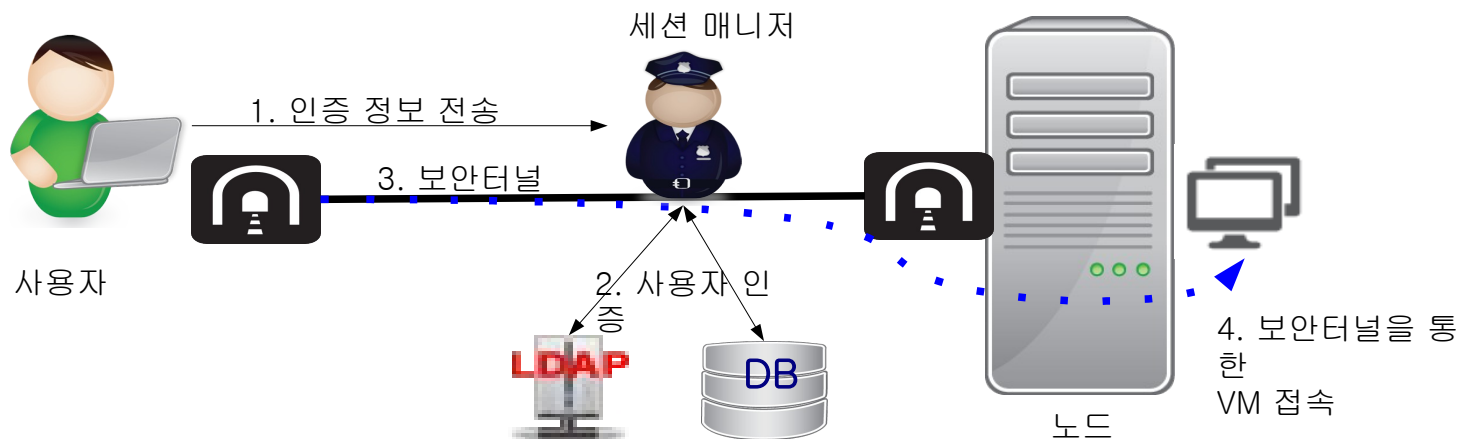 세션 매니저
1. 인증 정보 전송
3. 보안터널
사용자
2. 사용자 인
증
LDAP
DB
4. 보안터널을 통
한
VM 접속
노드